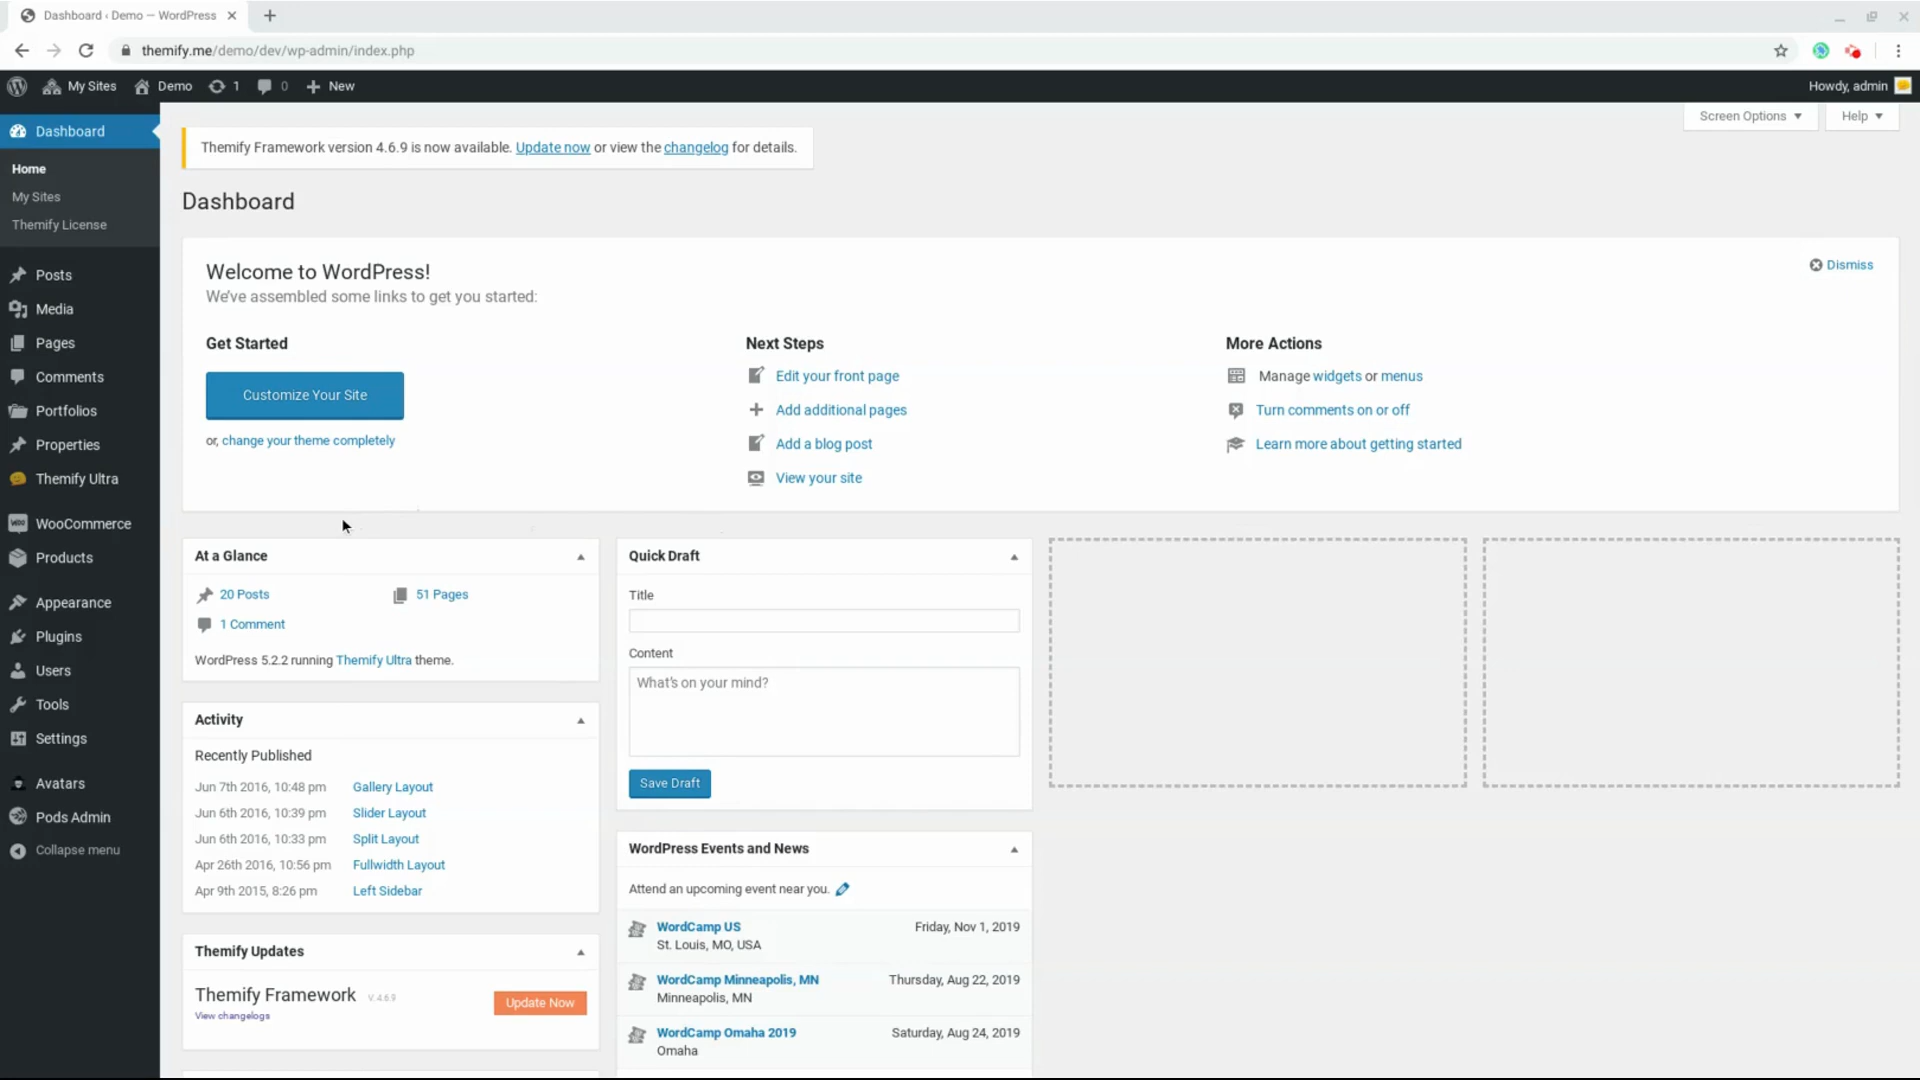 Dashboard ‹ Demo — WordPress
themify.me/demo/dev/wp-admin/index.php
My Sites Demo 1 0 New Howdy, admin
Screen Options Help
Dashboard
Home
My Sites
Themify License
Posts
Media
Pages
Comments
Portfolios
Properties
Themify Ultra
WooCommerce
Products
Appearance
Plugins
Users
Tools
Settings
Avatars
Pods Admin
Collapse menu
Themify Framework version 4.6.9 is now available. Update now or view the changelog for details.
Dashboard
Welcome to WordPress!
We've assembled some links to get you started:
Dismiss
Get Started
Customize Your Site
or, change your theme completely
Next Steps
Edit your front page
Add additional pages
Add a blog post
View your site
More Actions
Manage widgets or menus
Turn comments on or off
Learn more about getting started
At a Glance
20 Posts 51 Pages
1 Comment
WordPress 5.2.2 running Themify Ultra theme.
Activity
Recently Published
Jun 7th 2016, 10:48 pm Gallery Layout
Jun 6th 2016, 10:39 pm Slider Layout
Jun 6th 2016, 10:33 pm Split Layout
Apr 26th 2016, 10:56 pm Fullwidth Layout
Apr 9th 2015, 8:26 pm Left Sidebar
Themify Updates
Themify Framework V. 4.6.9
View changelogs
Update Now
Quick Draft
Title
Content
What's on your mind?
Save Draft
WordPress Events and News
Attend an upcoming event near you.
WordCamp US Friday, Nov 1, 2019
St. Louis, MO, USA
WordCamp Minneapolis, MN Thursday, Aug 22, 2019
Minneapolis, MN
WordCamp Omaha 2019 Saturday, Aug 24, 2019
Omaha